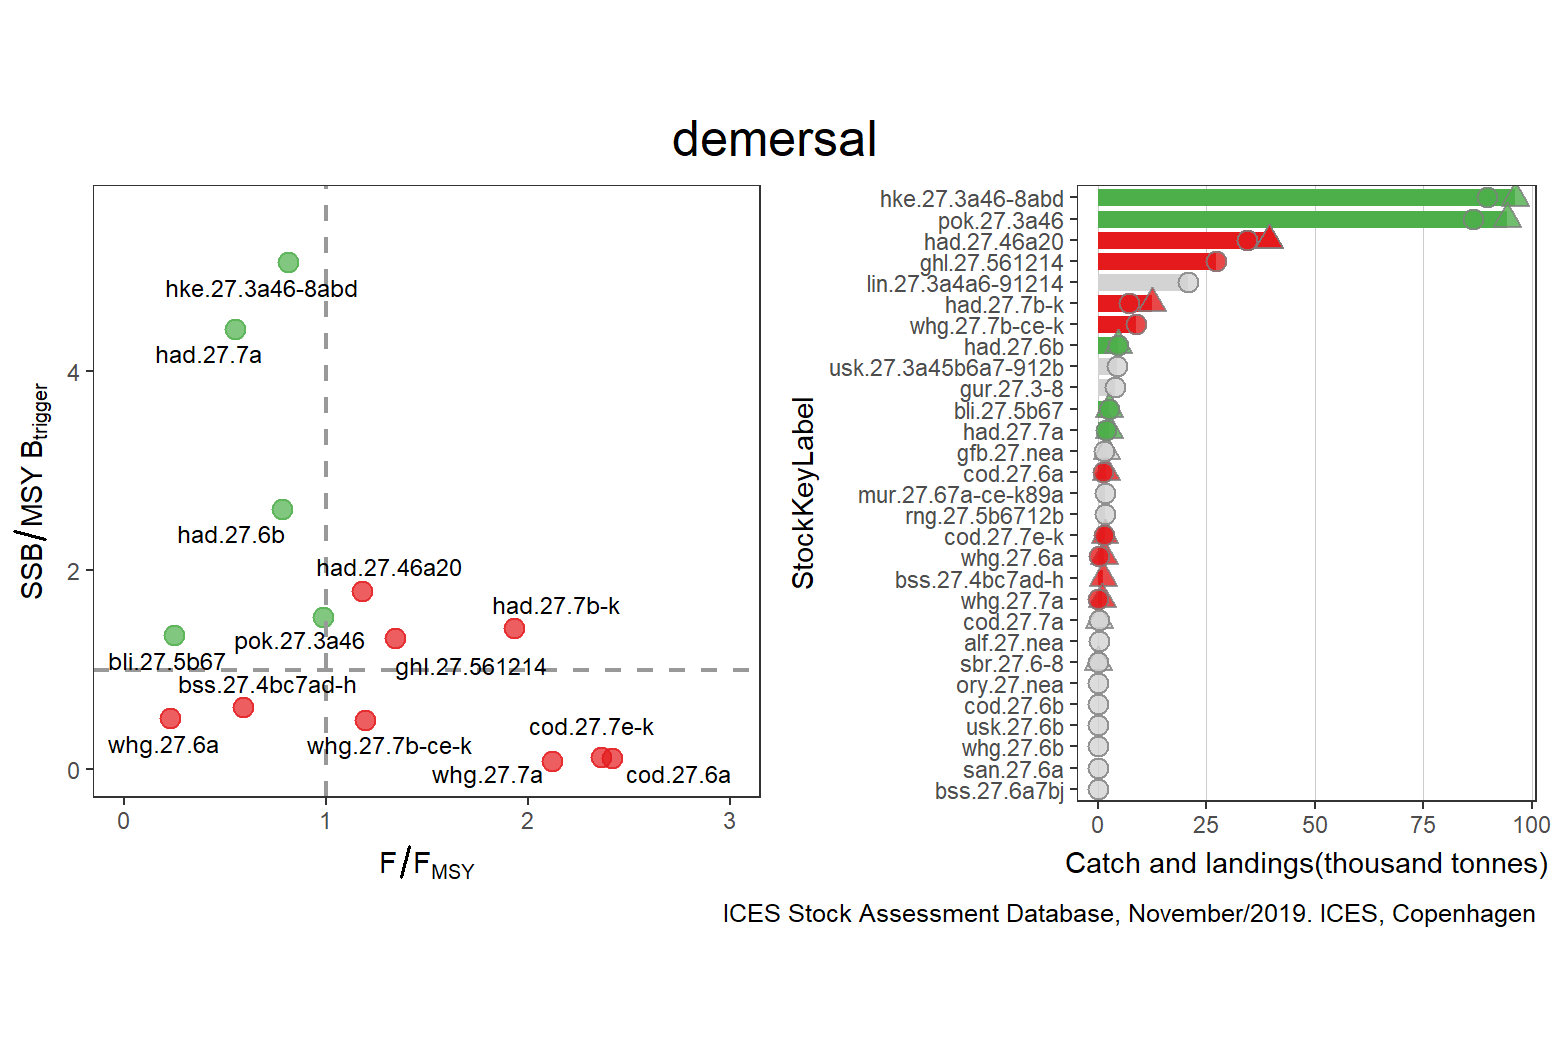 demersal
SSB/MSY Btrigger
4
2
0
hke.27.3a46-8abd
had.27.7a
had.27.6b
had.27.46a20
had.27.7b-k
pok.27.3a46
bli.27.5b67
ghl.27.561214
bss.27.4bc7ad-h
cod.27.7e-k
whg.27.6a
whg.27.7b-ce-k
whg.27.7a
cod.27.6a
0
1
2
3
F/FMSY
StockKeyLabel
hke.27.3a46-8abd
pok.27.3a46
had.27.46a20
ghl.27.561214
lin.27.3a4a6-91214
had.27.7b-k
whg.27.7b-ce-k
had.27.6b
usk.27.3a45b6a7-912b
gur.27.3-8
bli.27.5b67
had.27.7a
gfb.27.nea
cod.27.6a
mur.27.67a-ce-k89a
rng.27.5b6712b
cod.27.7e-k
whg.27.6a
bss.27.4bc7ad-h
whg.27.7a
cod.27.7a
alf.27.nea
sbr.27.6-8
ory.27.nea
cod.27.6b
usk.27.6b
whg.27.6b
san.27.6a
bss.27.6a7bj
0
25
50
75
100
Catch and landings(thousand tonnes)
ICES Stock Assessment Database, November/2019. ICES, Copenhagen